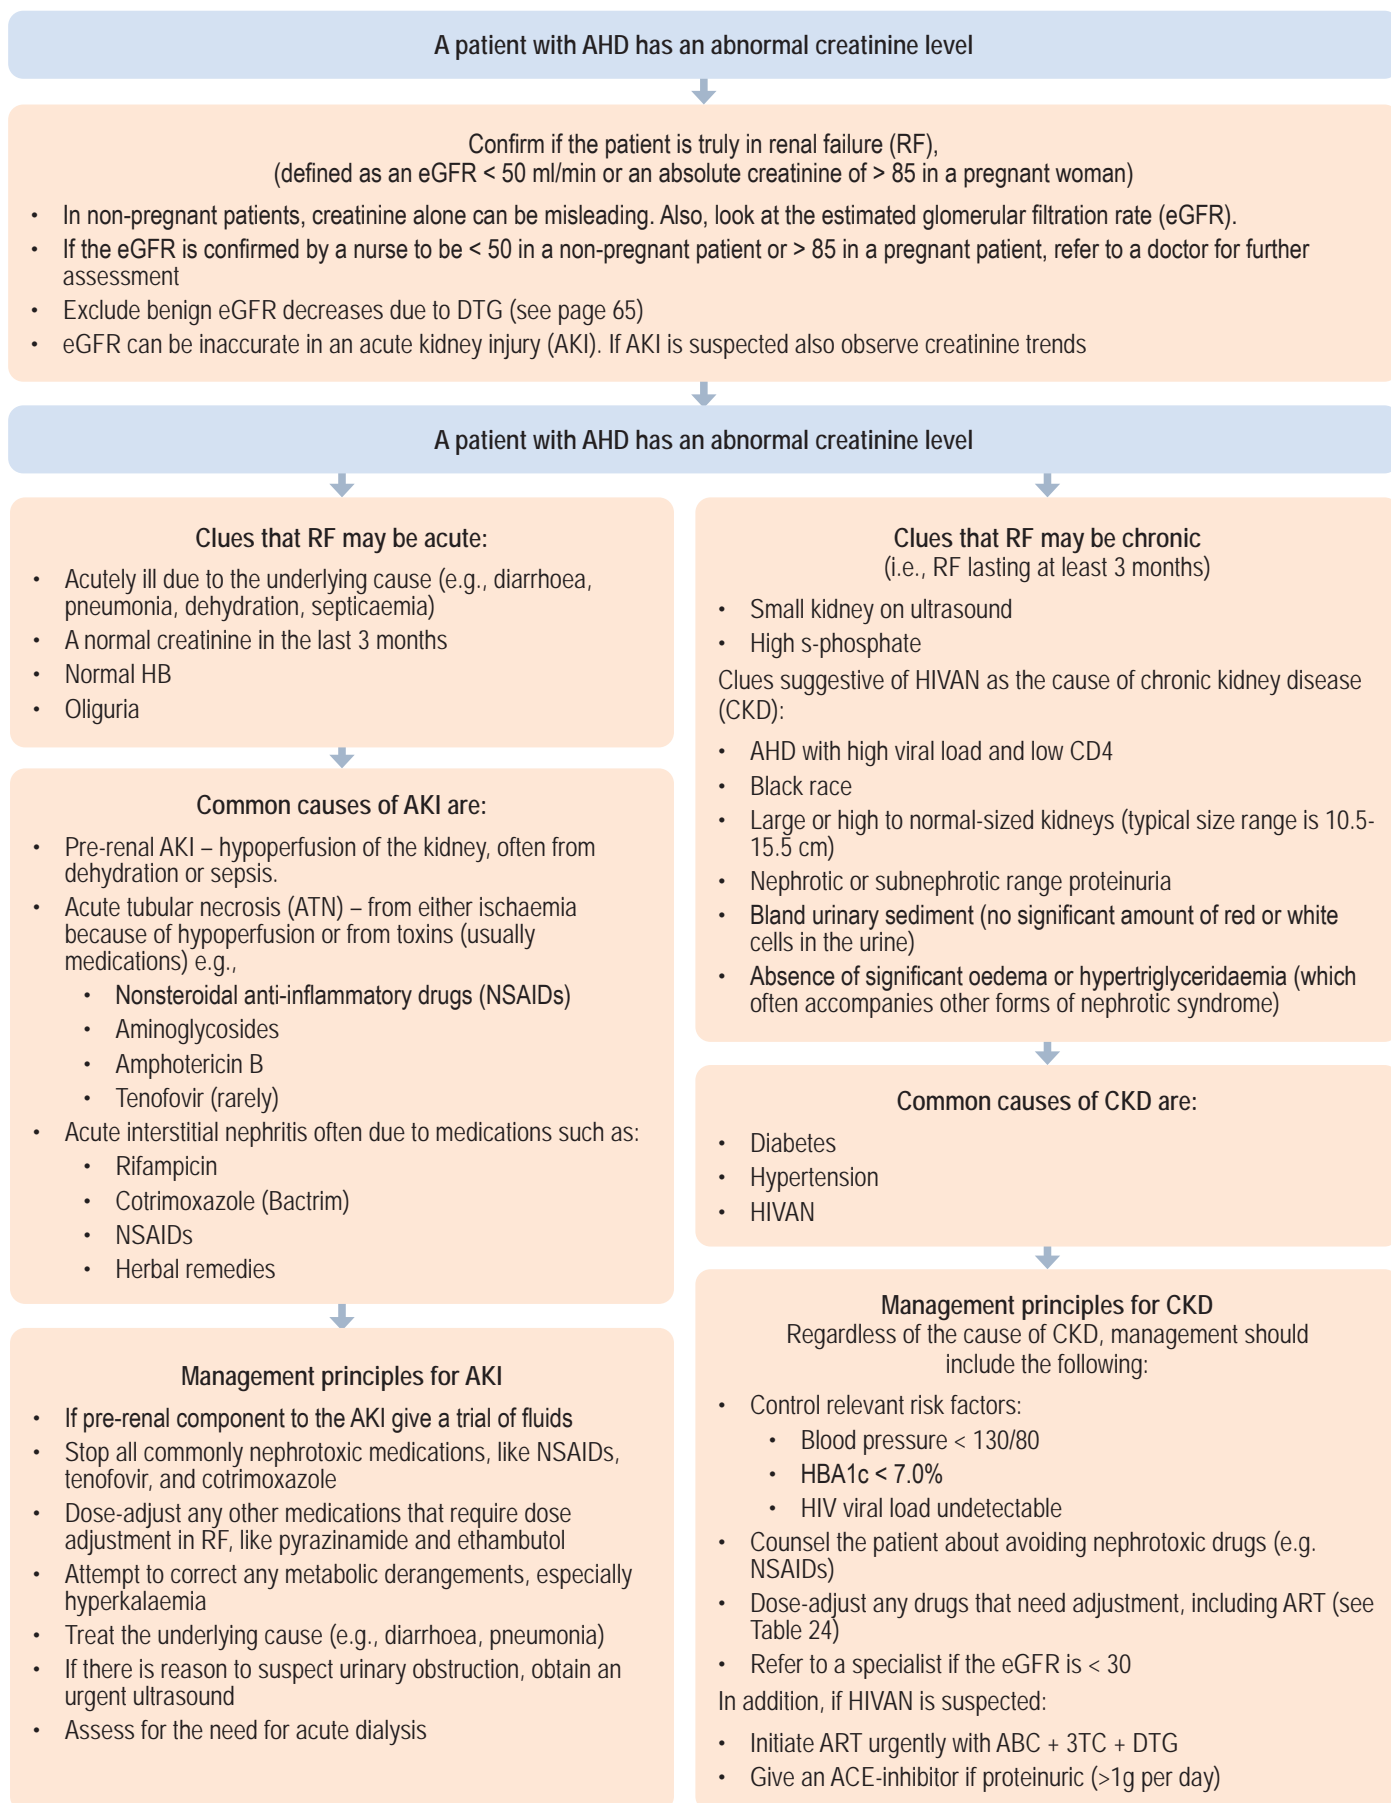 A patient with AHD has an abnormal creatinine level
Confirm if the patient is truly in renal failure (RF),
(defined as an eGFR < 50 ml/min or an absolute creatinine of > 85 in a pregnant woman)
• In non-pregnant patients, creatinine alone can be misleading. Also, look at the estimated glomerular filtration rate (eGFR).
• If the eGFR is confirmed by a nurse to be < 50 in a non-pregnant patient or > 85 in a pregnant patient, refer to a doctor for further
assessment
• Exclude benign eGFR decreases due to DTG (see page 65)
• eGFR can be inaccurate in an acute kidney injury (AKI). If AKI is suspected also observe creatinine trends
A patient with AHD has an abnormal creatinine level
Clues that RF may be acute:
• Acutely ill due to the underlying cause (e.g., diarrhoea,
pneumonia, dehydration, septicaemia)
• A normal creatinine in the last 3 months
• Normal HB
• Oliguria
Common causes of AKI are:
• Pre-renal AKI – hypoperfusion of the kidney, often from
dehydration or sepsis.
• Acute tubular necrosis (ATN) – from either ischaemia
because of hypoperfusion or from toxins (usually
medications) e.g.,
• Nonsteroidal anti-inflammatory drugs (NSAIDs)
• Aminoglycosides
• Amphotericin B
• Tenofovir (rarely)
• Acute interstitial nephritis often due to medications such as:
• Rifampicin
• Cotrimoxazole (Bactrim)
• NSAIDs
• Herbal remedies
Management principles for AKI
• If pre-renal component to the AKI give a trial of fluids
• Stop all commonly nephrotoxic medications, like NSAIDs,
tenofovir, and cotrimoxazole
• Dose-adjust any other medications that require dose
adjustment in RF, like pyrazinamide and ethambutol
• Attempt to correct any metabolic derangements, especially
hyperkalaemia
• Treat the underlying cause (e.g., diarrhoea, pneumonia)
• If there is reason to suspect urinary obstruction, obtain an
urgent ultrasound
• Assess for the need for acute dialysis
Clues that RF may be chronic
(i.e., RF lasting at least 3 months)
• Small kidney on ultrasound
• High s-phosphate
Clues suggestive of HIVAN as the cause of chronic kidney disease
(CKD):
• AHD with high viral load and low CD4
• Black race
• Large or high to normal-sized kidneys (typical size range is 10.5-
15.5 cm)
• Nephrotic or subnephrotic range proteinuria
• Bland urinary sediment (no significant amount of red or white
cells in the urine)
• Absence of significant oedema or hypertriglyceridaemia (which
often accompanies other forms of nephrotic syndrome)
Common causes of CKD are:
• Diabetes
• Hypertension
• HIVAN
Management principles for CKD
Regardless of the cause of CKD, management should
include the following:
• Control relevant risk factors:
• Blood pressure < 130/80
• HBA1c < 7.0%
• HIV viral load undetectable
• Counsel the patient about avoiding nephrotoxic drugs (e.g.
NSAIDs)
• Dose-adjust any drugs that need adjustment, including ART (see
Table 24)
• Refer to a specialist if the eGFR is < 30
In addition, if HIVAN is suspected:
• Initiate ART urgently with ABC + 3TC + DTG
• Give an ACE-inhibitor if proteinuric (>1g per day)